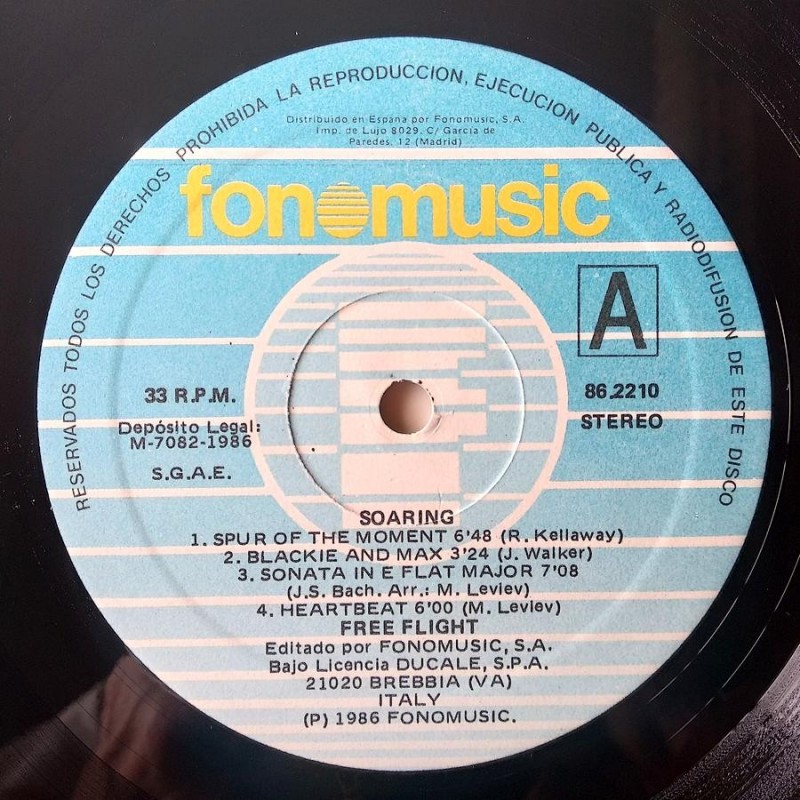 RESERVADOS TODOS LOS DERECHOS PROHIBIDA LA REPRODUCCION, EJECUCION PUBLICA Y RADIODIFUSION DE ESTE DISCO
Distribuido en España por Fonomusic, S.A.
Imp. de Lujo 8029. C/ García de
Paredes, 12 (Madrid)
fonomusic
A
33 R.P.M.
86.2210
Depósito Legal:
M-7082-1986
STEREO
S.G.A.E.
SOARING
1. SPUR OF THE MOMENT 6'48 (R. Kellaway)
2. BLACKIE AND MAX 3'24 (J. Walker)
3. SONATA IN E FLAT MAJOR 7'08
(J.S. Bach. Arr.: M. Leviev)
4. HEARTBEAT 6'00 (M. Leviev)
FREE FLIGHT
Editado por FONOMUSIC, S.A.
Bajo Licencia DUCALE, S.P.A.
21020 BREBBIA (VA)
ITALY
(P) 1986 FONOMUSIC.